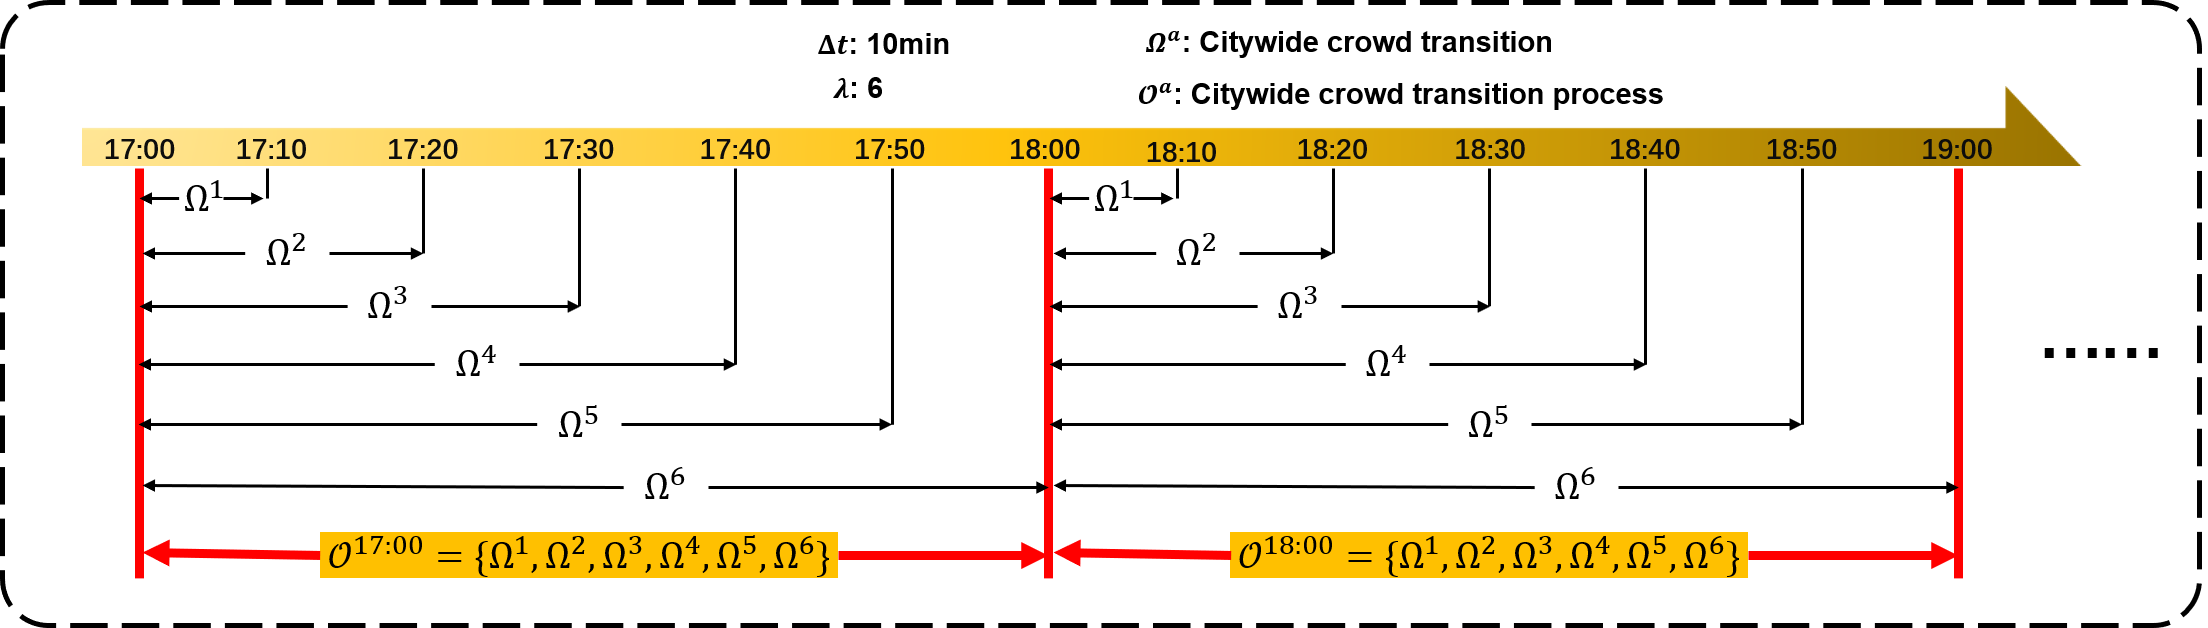 Δt: 10min
Ωᵃ: Citywide crowd transition
λ: 6
𝒪ᵃ: Citywide crowd transition process
17:00 17:10 17:20 17:30 17:40 17:50 18:00 18:10 18:20 18:30 18:40 18:50 19:00
Ω¹ Ω¹
Ω² Ω²
Ω³ Ω³
Ω⁴ Ω⁴
......
Ω⁵ Ω⁵
Ω⁶ Ω⁶
𝒪^17:00 = {Ω¹, Ω², Ω³, Ω⁴, Ω⁵, Ω⁶} 𝒪^18:00 = {Ω¹, Ω², Ω³, Ω⁴, Ω⁵, Ω⁶}